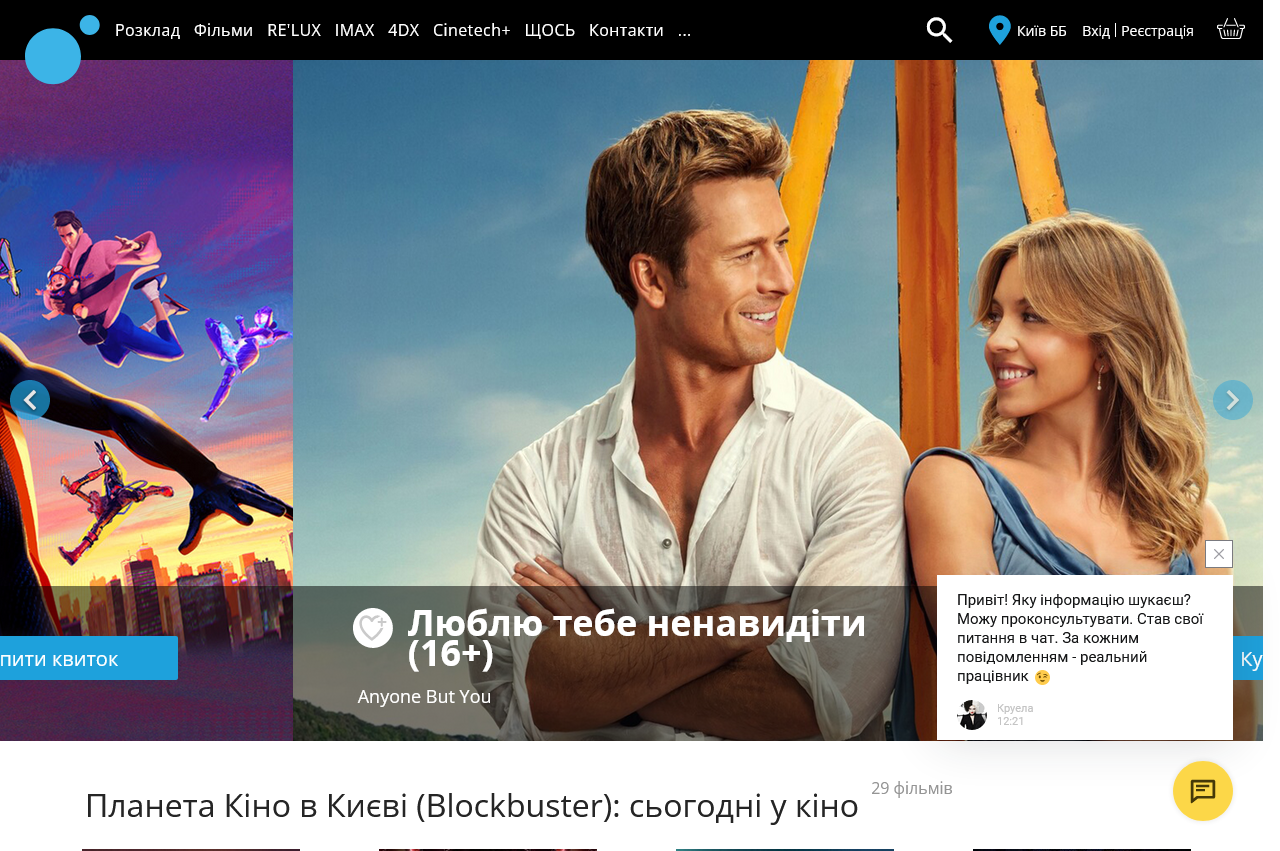 Розклад Фільми RE'LUX IMAX 4DX Cinetech+ ЩОСЬ Контакти ... Київ ББ Вхід | Реєстрація
Люблю тебе ненавидіти
(16+)
Anyone But You
пити квиток
Ку
Привіт! Яку інформацію шукаєш?
Можу проконсультувати. Став свої
питання в чат. За кожним
повідомленням - реальний
працівник 😉
Круела
12:21
Планета Кіно в Києві (Blockbuster): сьогодні у кіно
29 фільмів